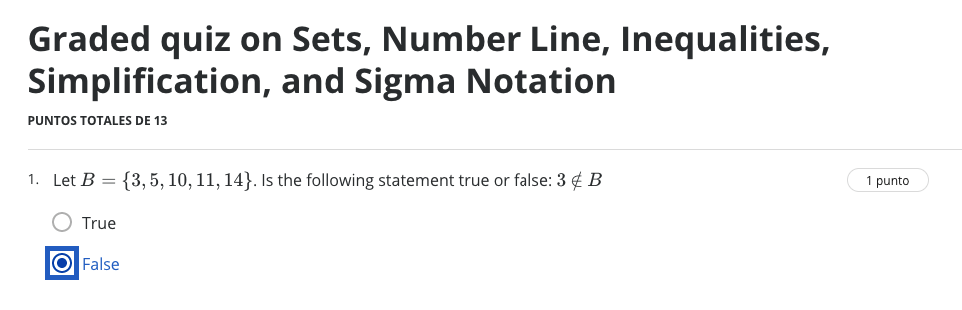 Graded quiz on Sets, Number Line, Inequalities,
Simplification, and Sigma Notation
PUNTOS TOTALES DE 13
1. Let B = {3, 5, 10, 11, 14}. Is the following statement true or false: 3 ∉ B
1 punto
True
False